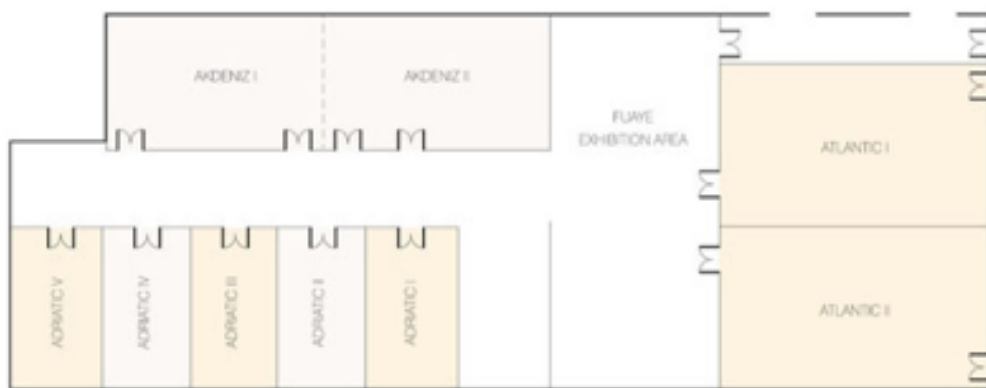 AKDENIZ I
AKDENIZ II
FUAYE
EXHIBITION AREA
ATLANTIC I
ATLANTIC II
ADRIATIC V
ADRIATIC IV
ADRIATIC III
ADRIATIC II
ADRIATIC I